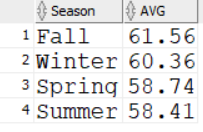 Season AVG
1 Fall 61.56
2 Winter 60.36
3 Spring 58.74
4 Summer 58.41